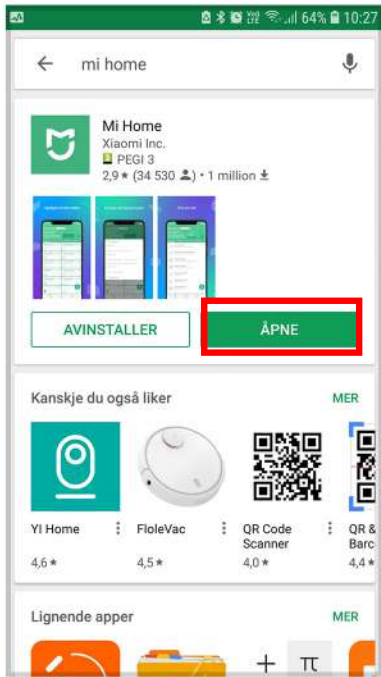 64% 10:27
mi home
Mi Home
Xiaomi Inc.
PEGI 3
2,9 ★ (34 530 ) • 1 million
AVINSTALLER
ÅPNE
Kanskje du også liker
MER
YI Home
4,6 ★
FloleVac
4,5 ★
QR Code
Scanner
4,0 ★
QR &
Barc
4,4 ★
Lignende apper
MER
+ π